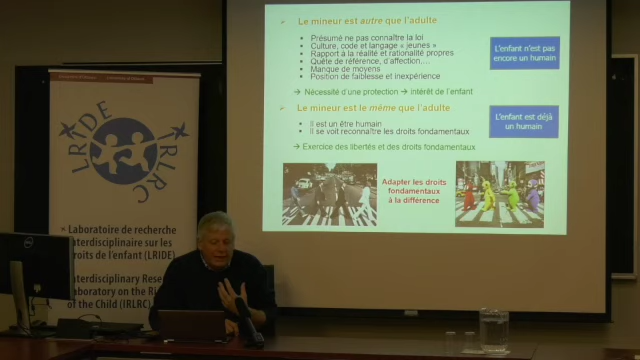 Le mineur est autre que l'adulte
Présumé ne pas connaître la loi
Culture, code et langage « jeunes »
Rapport à la réalité et rationalité propres
Quête de référence, d'affection….
Manque de moyens
Position de faiblesse et inexpérience
→ Nécessité d'une protection → intérêt de l'enfant
L'enfant n'est pas
encore un humain
Le mineur est le même que l'adulte
Il est un être humain
Il se voit reconnaître les droits fondamentaux
→ Exercice des libertés et des droits fondamentaux
L'enfant est déjà
un humain
Adapter les droits
fondamentaux
à la différence
LRIDE
IRLRC
Laboratoire de recherche
interdisciplinaire sur les
droits de l'enfant (LRIDE)
Interdisciplinary Rese
Laboratory on the Ri
of the Child (IRLRC)
DELL